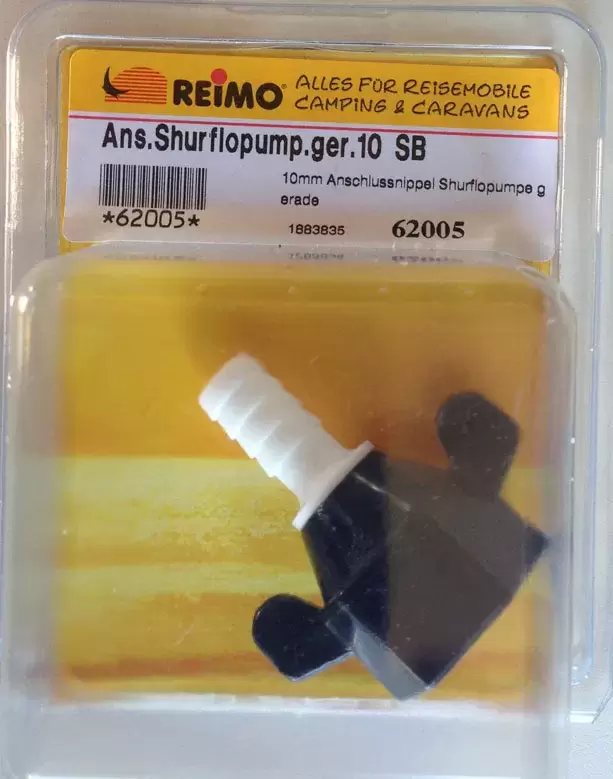 REIMO® ALLES FÜR REISEMOBILE
CAMPING & CARAVANS
Ans.Shurflopump.ger.10 SB
10mm Anschlussnippel Shurflopumpe g
erade
*62005*
1883835 62005